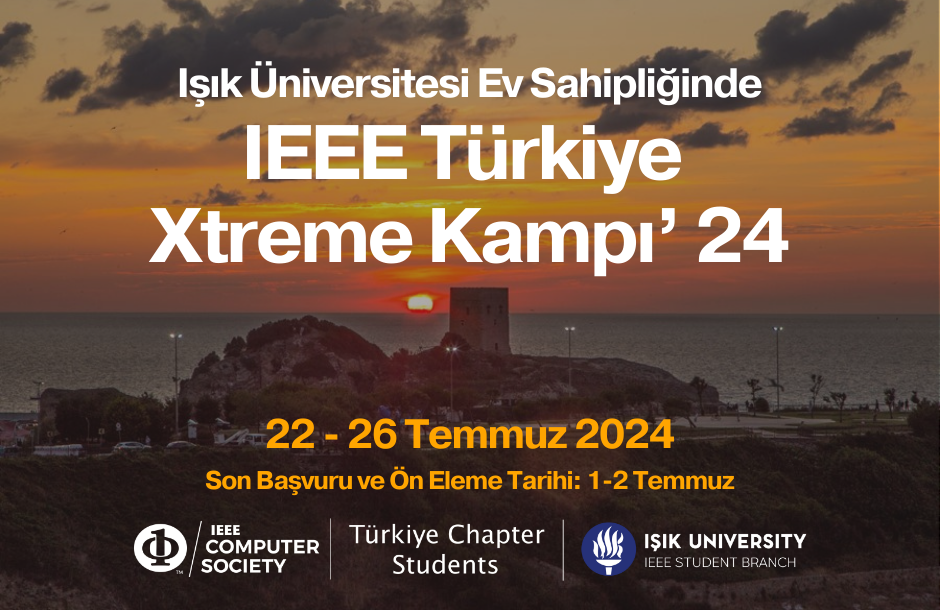 Işık Üniversitesi Ev Sahipliğinde
IEEE Türkiye
Xtreme Kampı’ 24
22 - 26 Temmuz 2024
Son Başvuru ve Ön Eleme Tarihi: 1-2 Temmuz
IEEE
COMPUTER
SOCIETY
TM
Türkiye Chapter
Students
IŞIK UNIVERSITY
IEEE STUDENT BRANCH